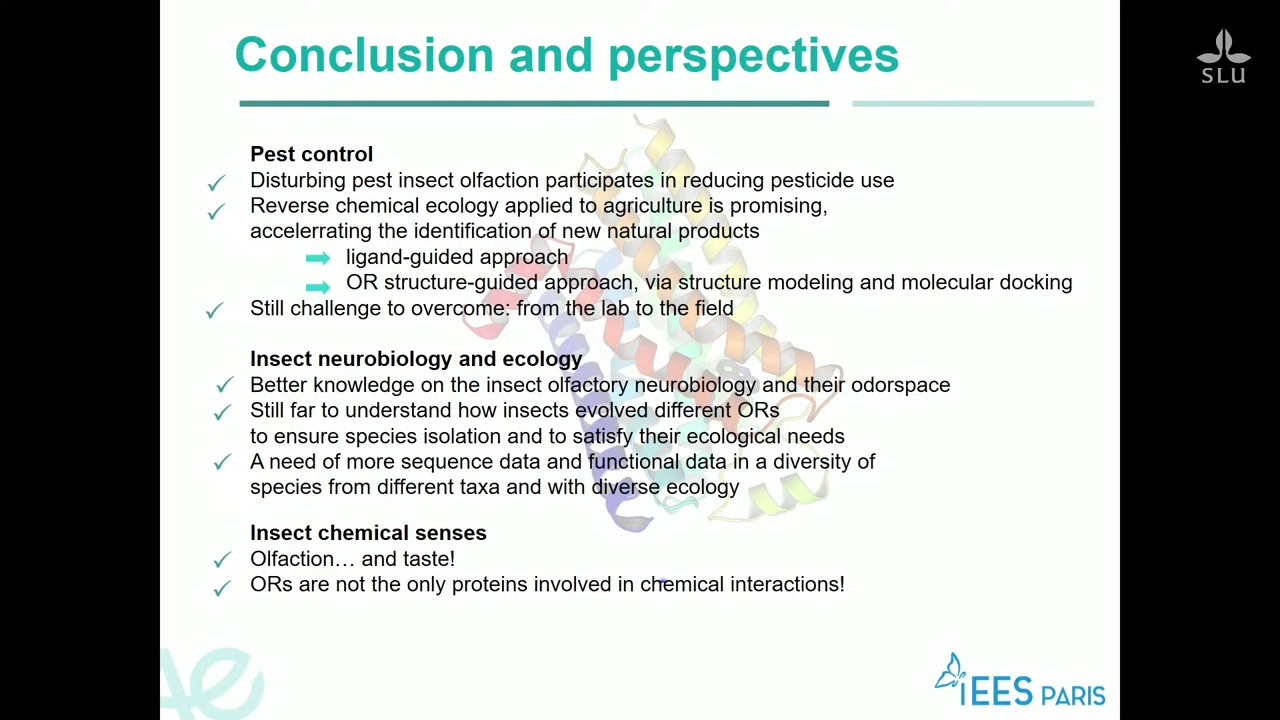 Conclusion and perspectives
SLU
Pest control
Disturbing pest insect olfaction participates in reducing pesticide use
Reverse chemical ecology applied to agriculture is promising,
accelerrating the identification of new natural products
ligand-guided approach
OR structure-guided approach, via structure modeling and molecular docking
Still challenge to overcome: from the lab to the field
Insect neurobiology and ecology
Better knowledge on the insect olfactory neurobiology and their odorspace
Still far to understand how insects evolved different ORs
to ensure species isolation and to satisfy their ecological needs
A need of more sequence data and functional data in a diversity of
species from different taxa and with diverse ecology
Insect chemical senses
Olfaction… and taste!
ORs are not the only proteins involved in chemical interactions!
iEES PARIS